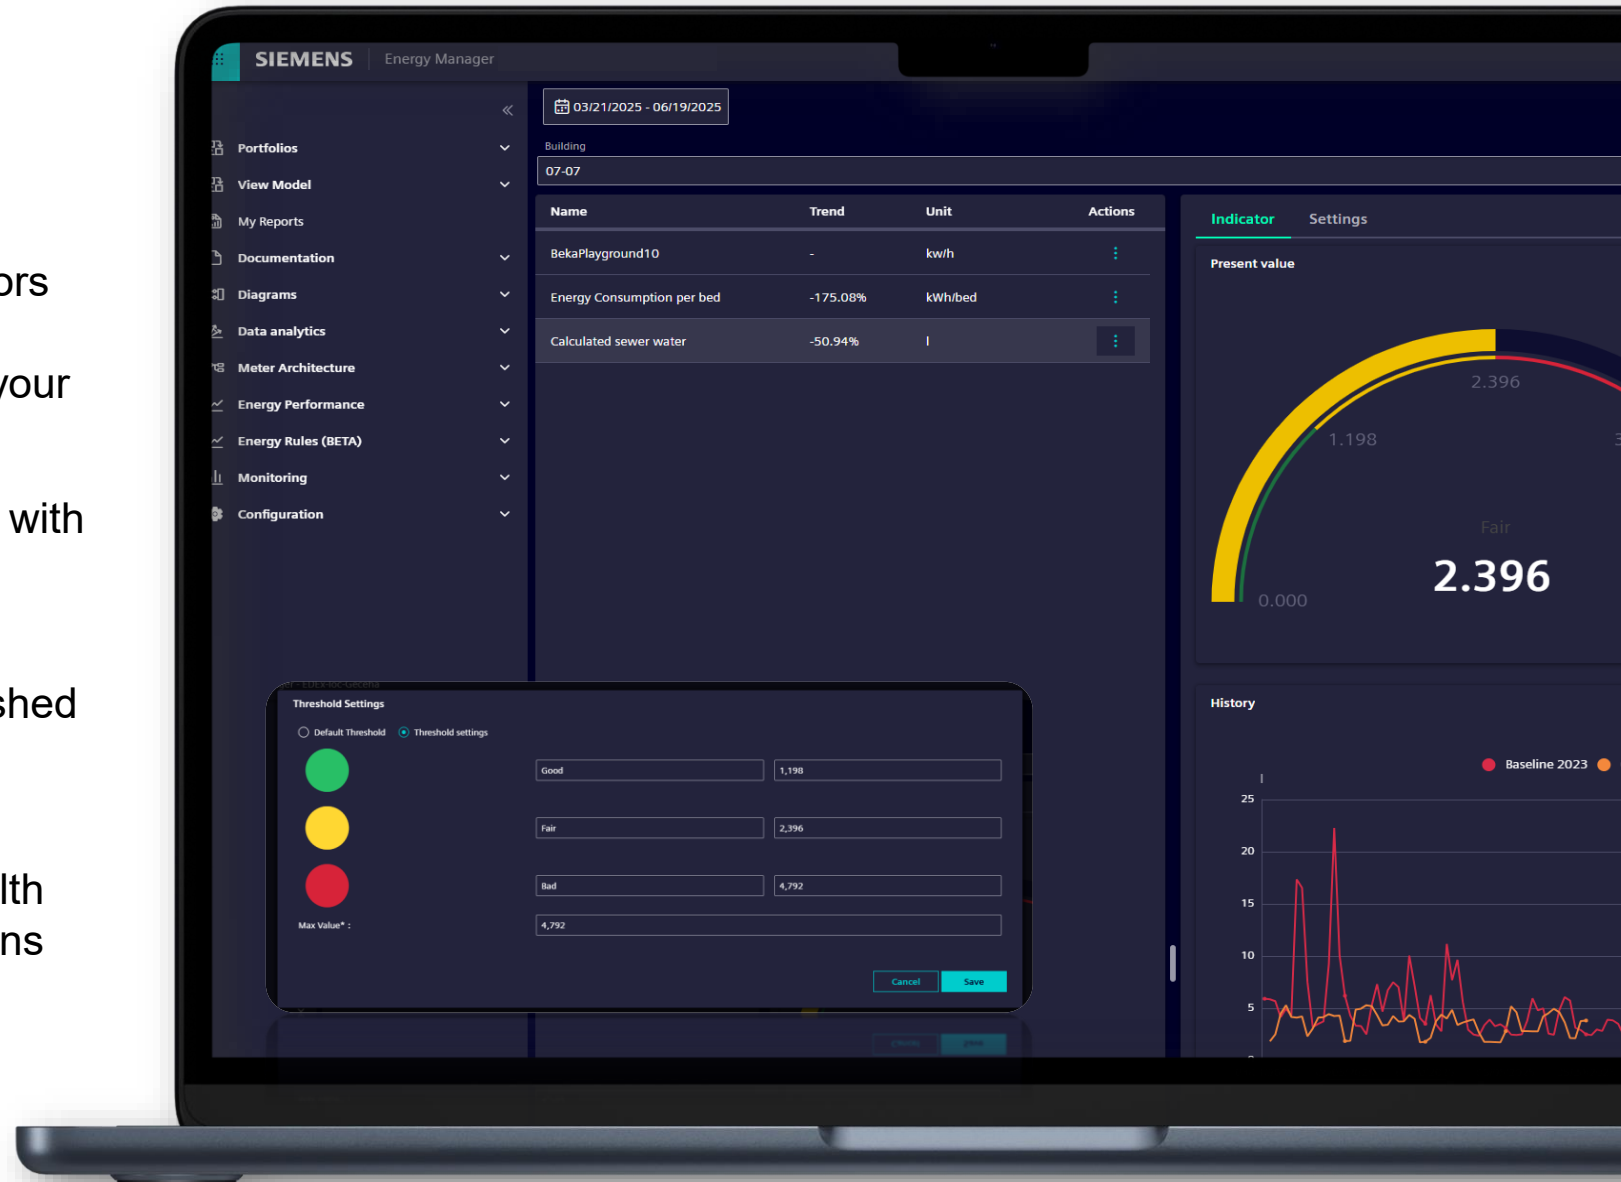 ors
your
with
shed
lth
ns
SIEMENS
Energy Manager
Portfolios
View Model
My Reports
Documentation
Diagrams
Data analytics
Meter Architecture
Energy Performance
Energy Rules (BETA)
Monitoring
Configuration
03/21/2025 - 06/19/2025
Building
07-07
Name Trend Unit Actions
BekaPlayground10 - kw/h
Energy Consumption per bed -175.08% kWh/bed
Calculated sewer water -50.94% l
Indicator Settings
Present value
2.396
1.198
3
0.000
Fair
2.396
History
Baseline 2023
l
25
20
15
10
5
Threshold Settings
Default Threshold Threshold settings
Good 1,198
Fair 2,396
Bad 4,792
Max Value* : 4,792
Cancel Save